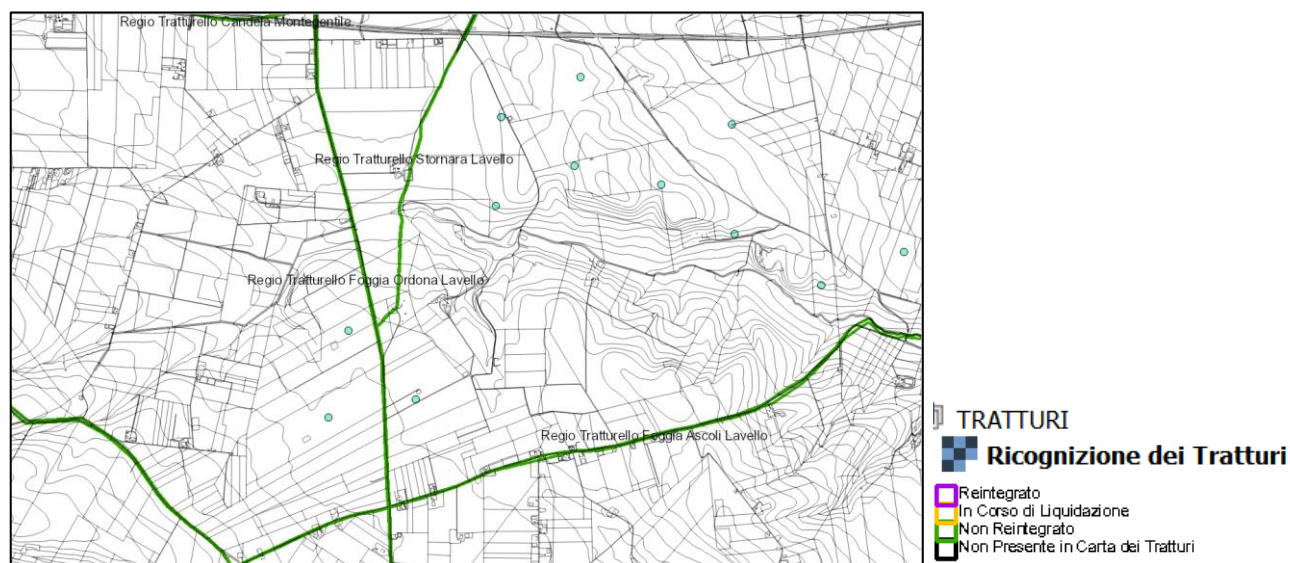 Regio Tratturello Candela Montegentile
Regio Tratturello Stornara Lavello
Regio Tratturello Foggia Ordona Lavello
Regio Tratturello Foggia Ascoli Lavello
TRATTURI
Ricognizione dei Tratturi
Reintegrato
In Corso di Liquidazione
Non Reintegrato
Non Presente in Carta dei Tratturi